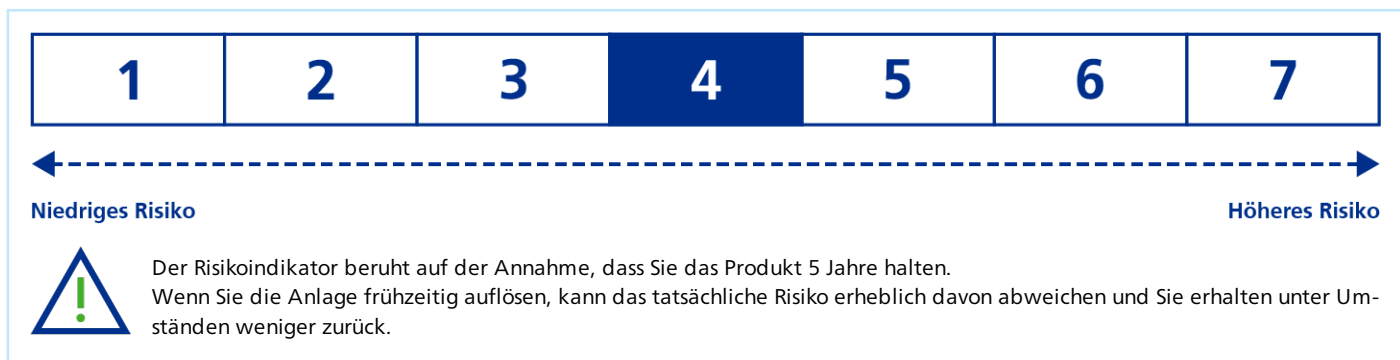 1 2 3 4 5 6 7
Niedriges Risiko Höheres Risiko
Der Risikoindikator beruht auf der Annahme, dass Sie das Produkt 5 Jahre halten.
Wenn Sie die Anlage frühzeitig auflösen, kann das tatsächliche Risiko erheblich davon abweichen und Sie erhalten unter Um-
ständen weniger zurück.